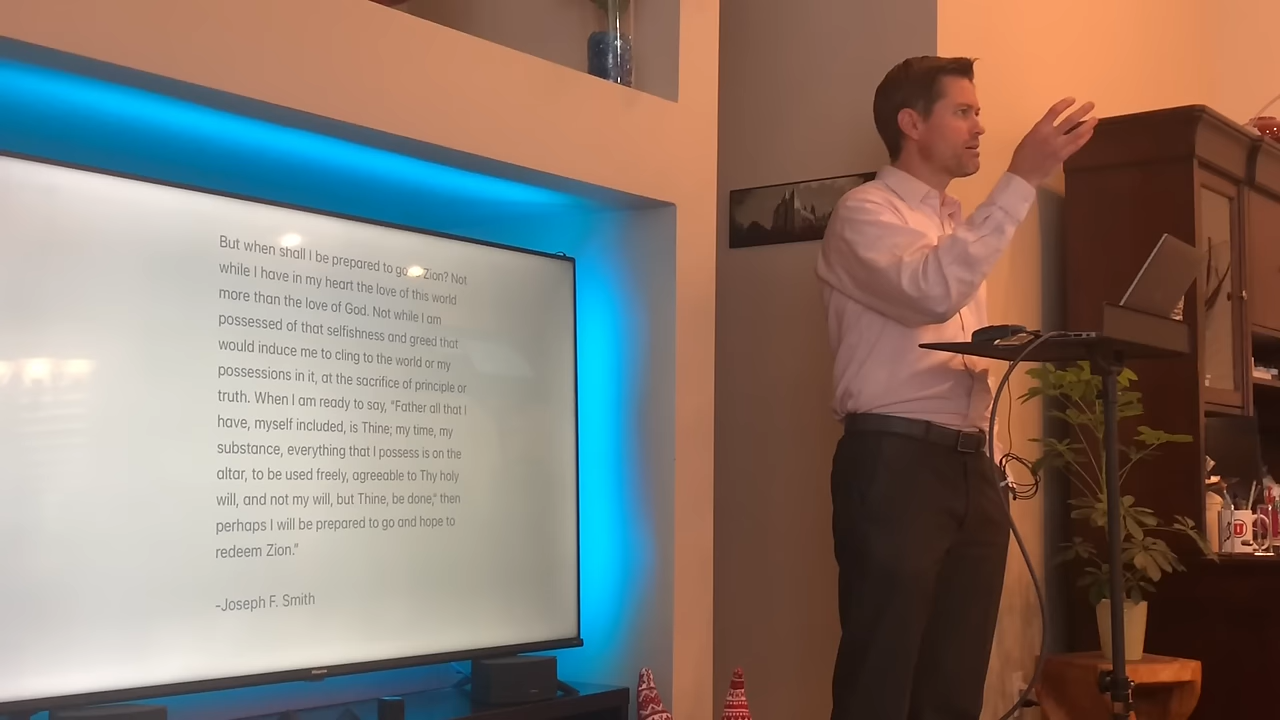 But when shall I be prepared to go Zion? Not
while I have in my heart the love of this world
more than the love of God. Not while I am
possessed of that selfishness and greed that
would induce me to cling to the world or my
possessions in it, at the sacrifice of principle or
truth. When I am ready to say, "Father all that I
have, myself included, is Thine; my time, my
substance, everything that I possess is on the
altar, to be used freely, agreeable to Thy holy
will, and not my will, but Thine, be done," then
perhaps I will be prepared to go and hope to
redeem Zion."
-Joseph F. Smith
Hisense
U